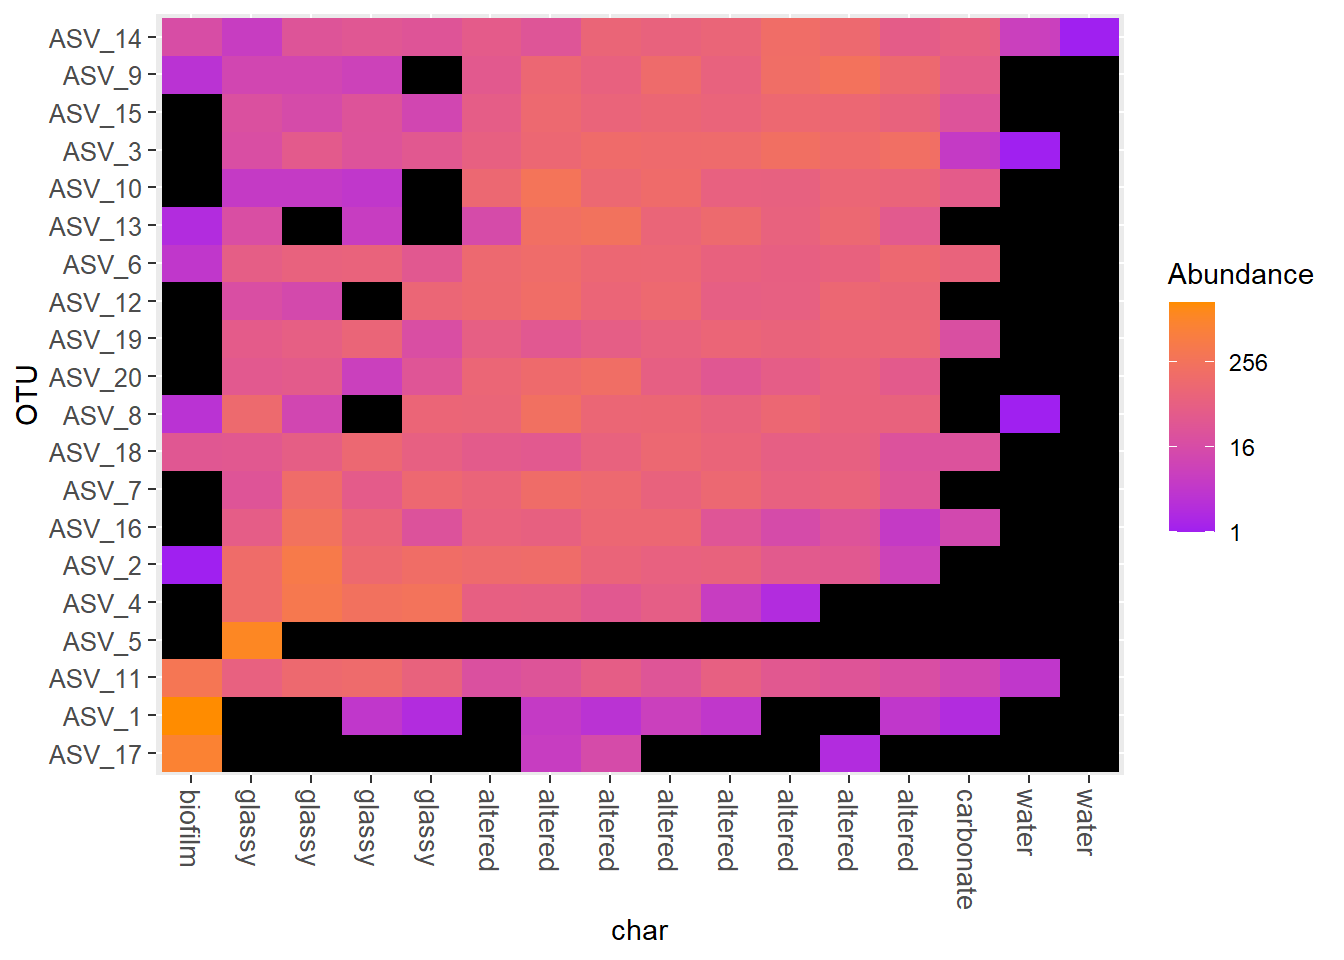 ASV_14
ASV_9
ASV_15
ASV_3
ASV_10
ASV_13
ASV_6
ASV_12
ASV_19
ASV_20
ASV_8
ASV_18
ASV_7
ASV_16
ASV_2
ASV_4
ASV_5
ASV_11
ASV_1
ASV_17
OTU
biofilm
glassy
glassy
glassy
glassy
altered
altered
altered
altered
altered
altered
altered
altered
carbonate
water
water
char
Abundance
256
16
1